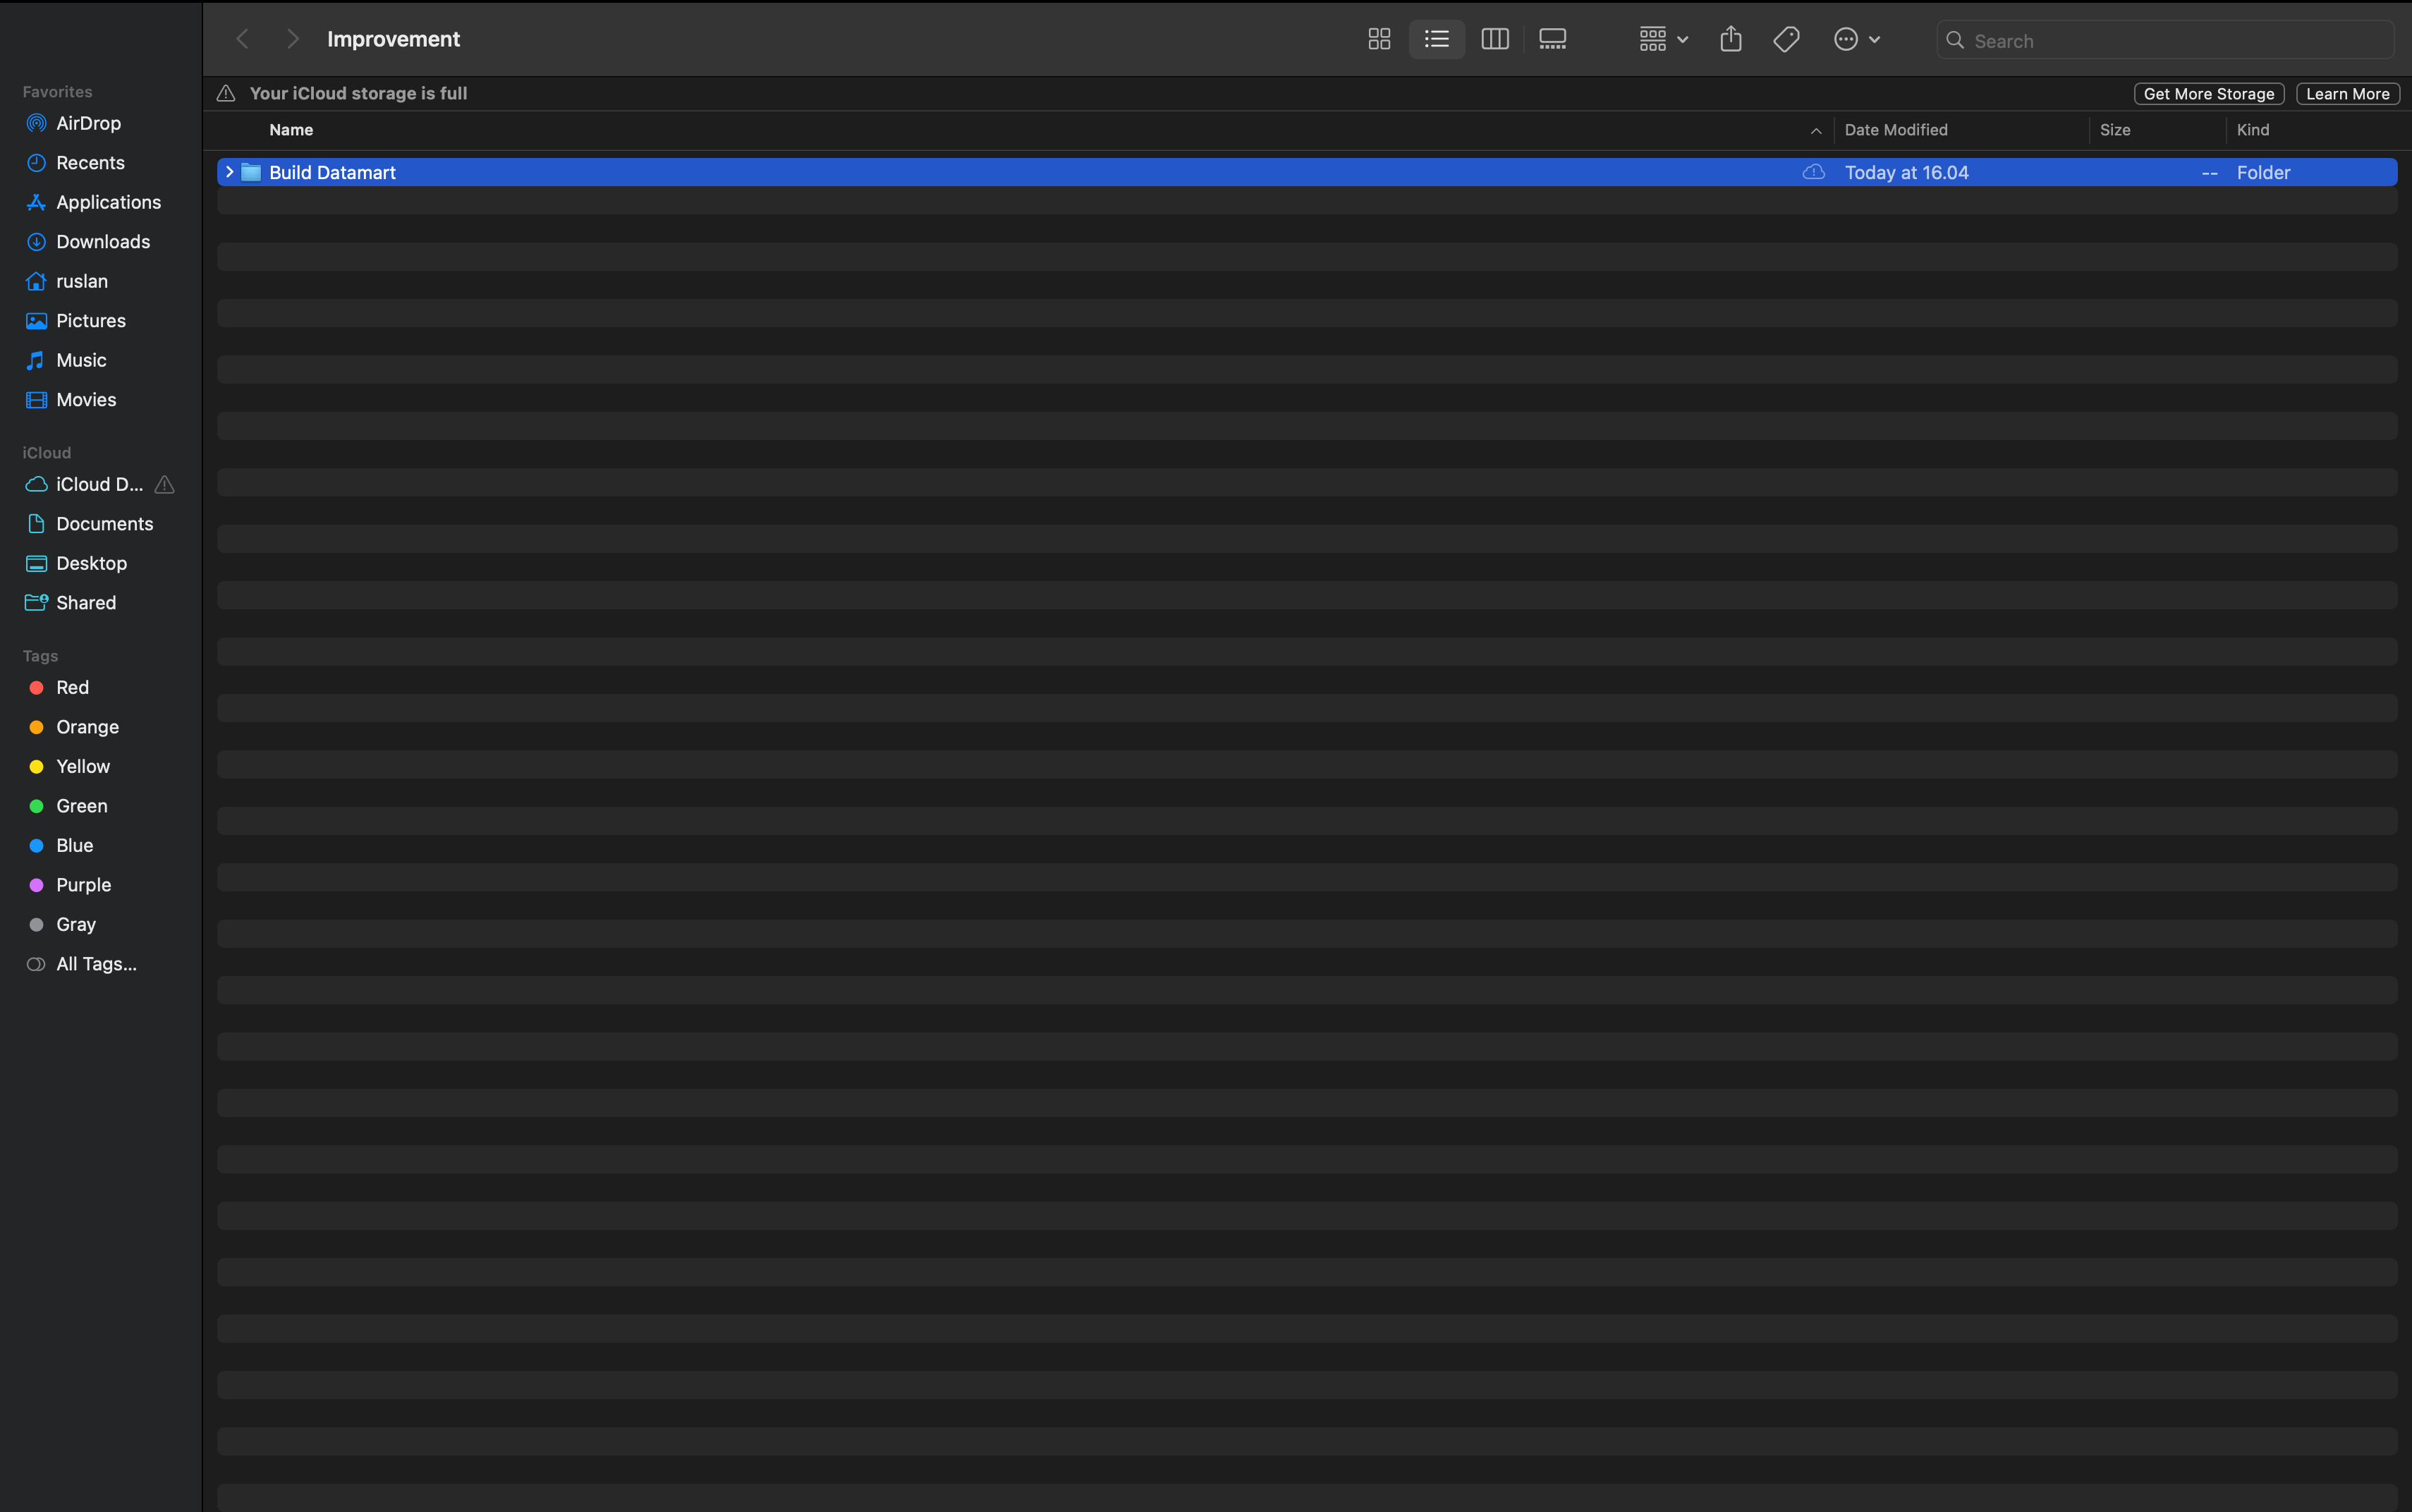 Improvement
Search
Your iCloud storage is full
Get More Storage
Learn More
Name
Date Modified
Size
Kind
Build Datamart
Today at 16.04
--
Folder
Favorites
AirDrop
Recents
Applications
Downloads
ruslan
Pictures
Music
Movies
iCloud
iCloud D...
Documents
Desktop
Shared
Tags
Red
Orange
Yellow
Green
Blue
Purple
Gray
All Tags...